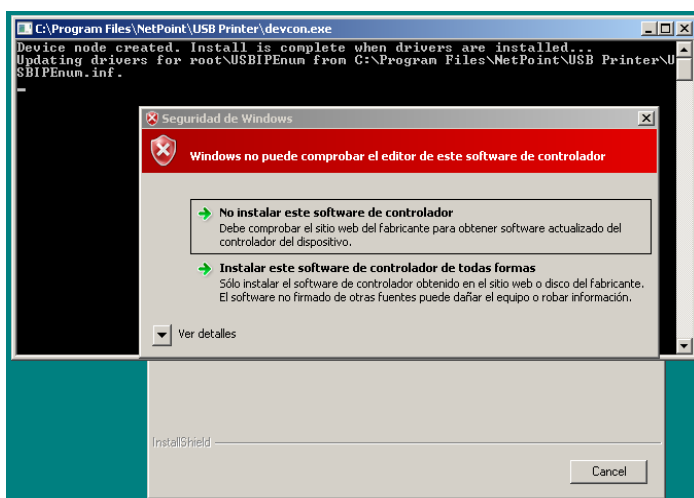 C:\Program Files\NetPoint\USB Printer\devcon.exe
Device node created. Install is complete when drivers are installed...
Updating drivers for root\USBIPEnum from C:\Program Files\NetPoint\USB Printer\U
SBIPEnum.inf.
Seguridad de Windows
Windows no puede comprobar el editor de este software de controlador
No instalar este software de controlador
Debe comprobar el sitio web del fabricante para obtener software actualizado del
controlador del dispositivo.
Instalar este software de controlador de todas formas
Sólo instalar el software de controlador obtenido en el sitio web o disco del fabricante.
El software no firmado de otras fuentes puede dañar el equipo o robar información.
Ver detalles
InstallShield
Cancel